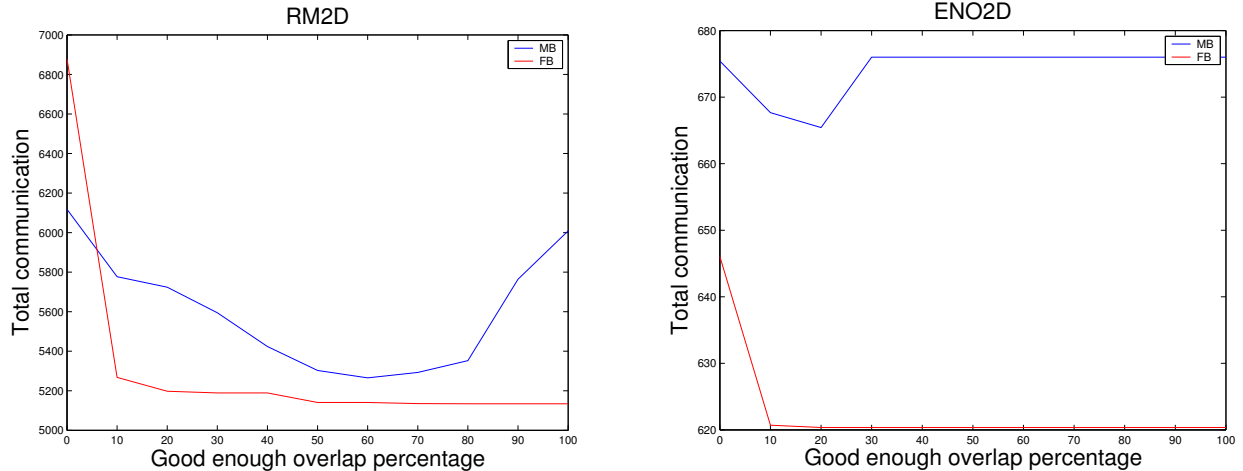 RM2D
7000
6800
6600
6400
6200
6000
5800
5600
5400
5200
5000
Total communication
MB
FB
0 10 20 30 40 50 60 70 80 90 100
Good enough overlap percentage
ENO2D
680
670
660
650
640
630
620
Total communication
MB
FB
0 10 20 30 40 50 60 70 80 90 100
Good enough overlap percentage